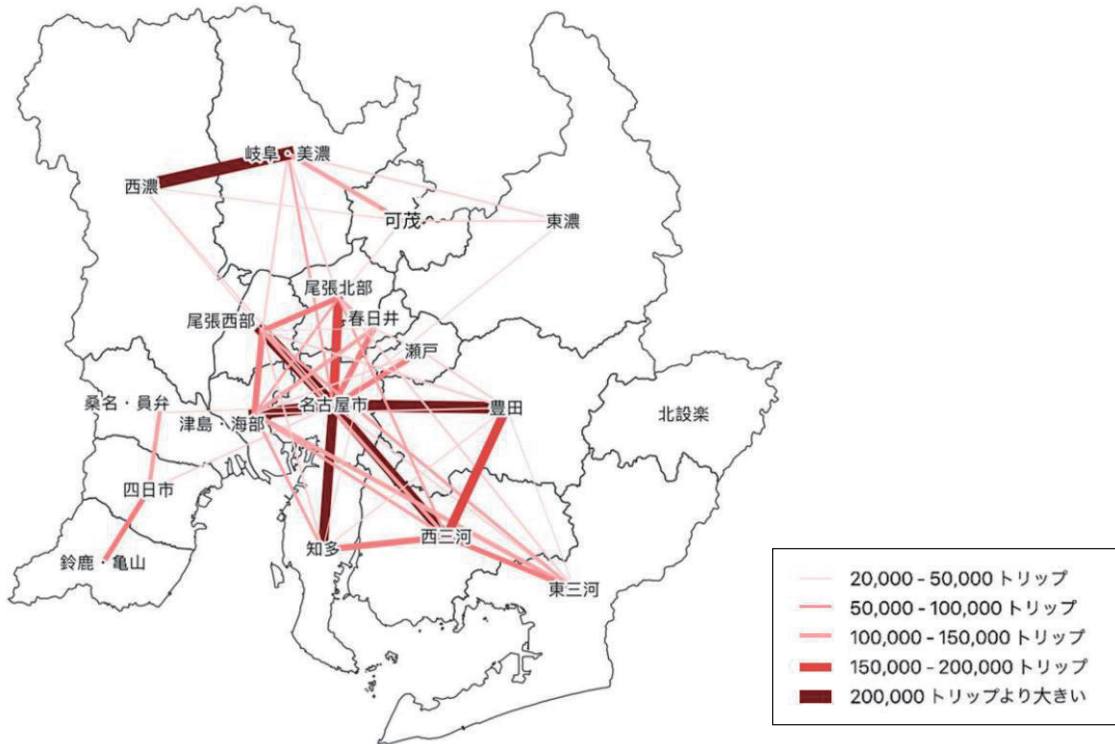 岐阜・美濃
西濃
可茂
東濃
尾張北部
尾張西部
春日井
瀬戸
桑名・員弁
津島・海部
名古屋市
豊田
北設楽
四日市
知多
西三河
鈴鹿・亀山
東三河
20,000 - 50,000 トリップ
50,000 - 100,000 トリップ
100,000 - 150,000 トリップ
150,000 - 200,000 トリップ
200,000 トリップより大きい